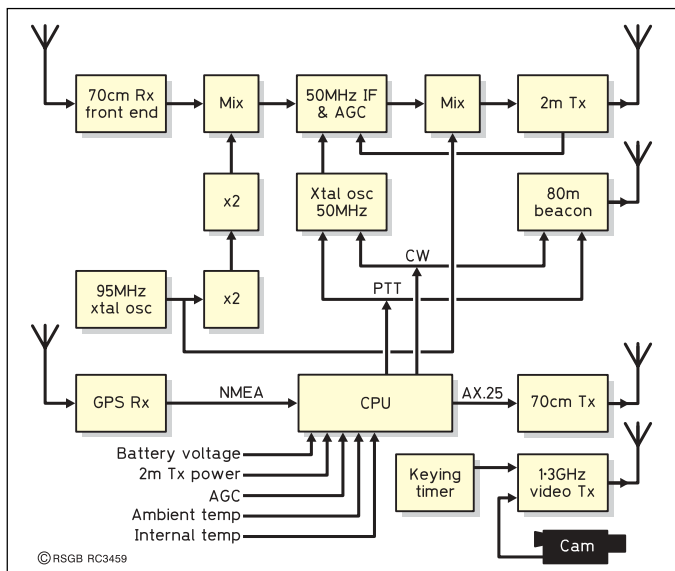 70cm Rx
front end
Mix
50MHz IF
& AGC
Mix
2m Tx
x2
Xtal osc
50MHz
80m
beacon
CW
95MHz
xtal osc
x2
PTT
GPS Rx
NMEA
CPU
AX.25
70cm Tx
Battery voltage
2m Tx power
AGC
Ambient temp
Internal temp
Keying
timer
1·3GHz
video Tx
Cam
©RSGB RC3459